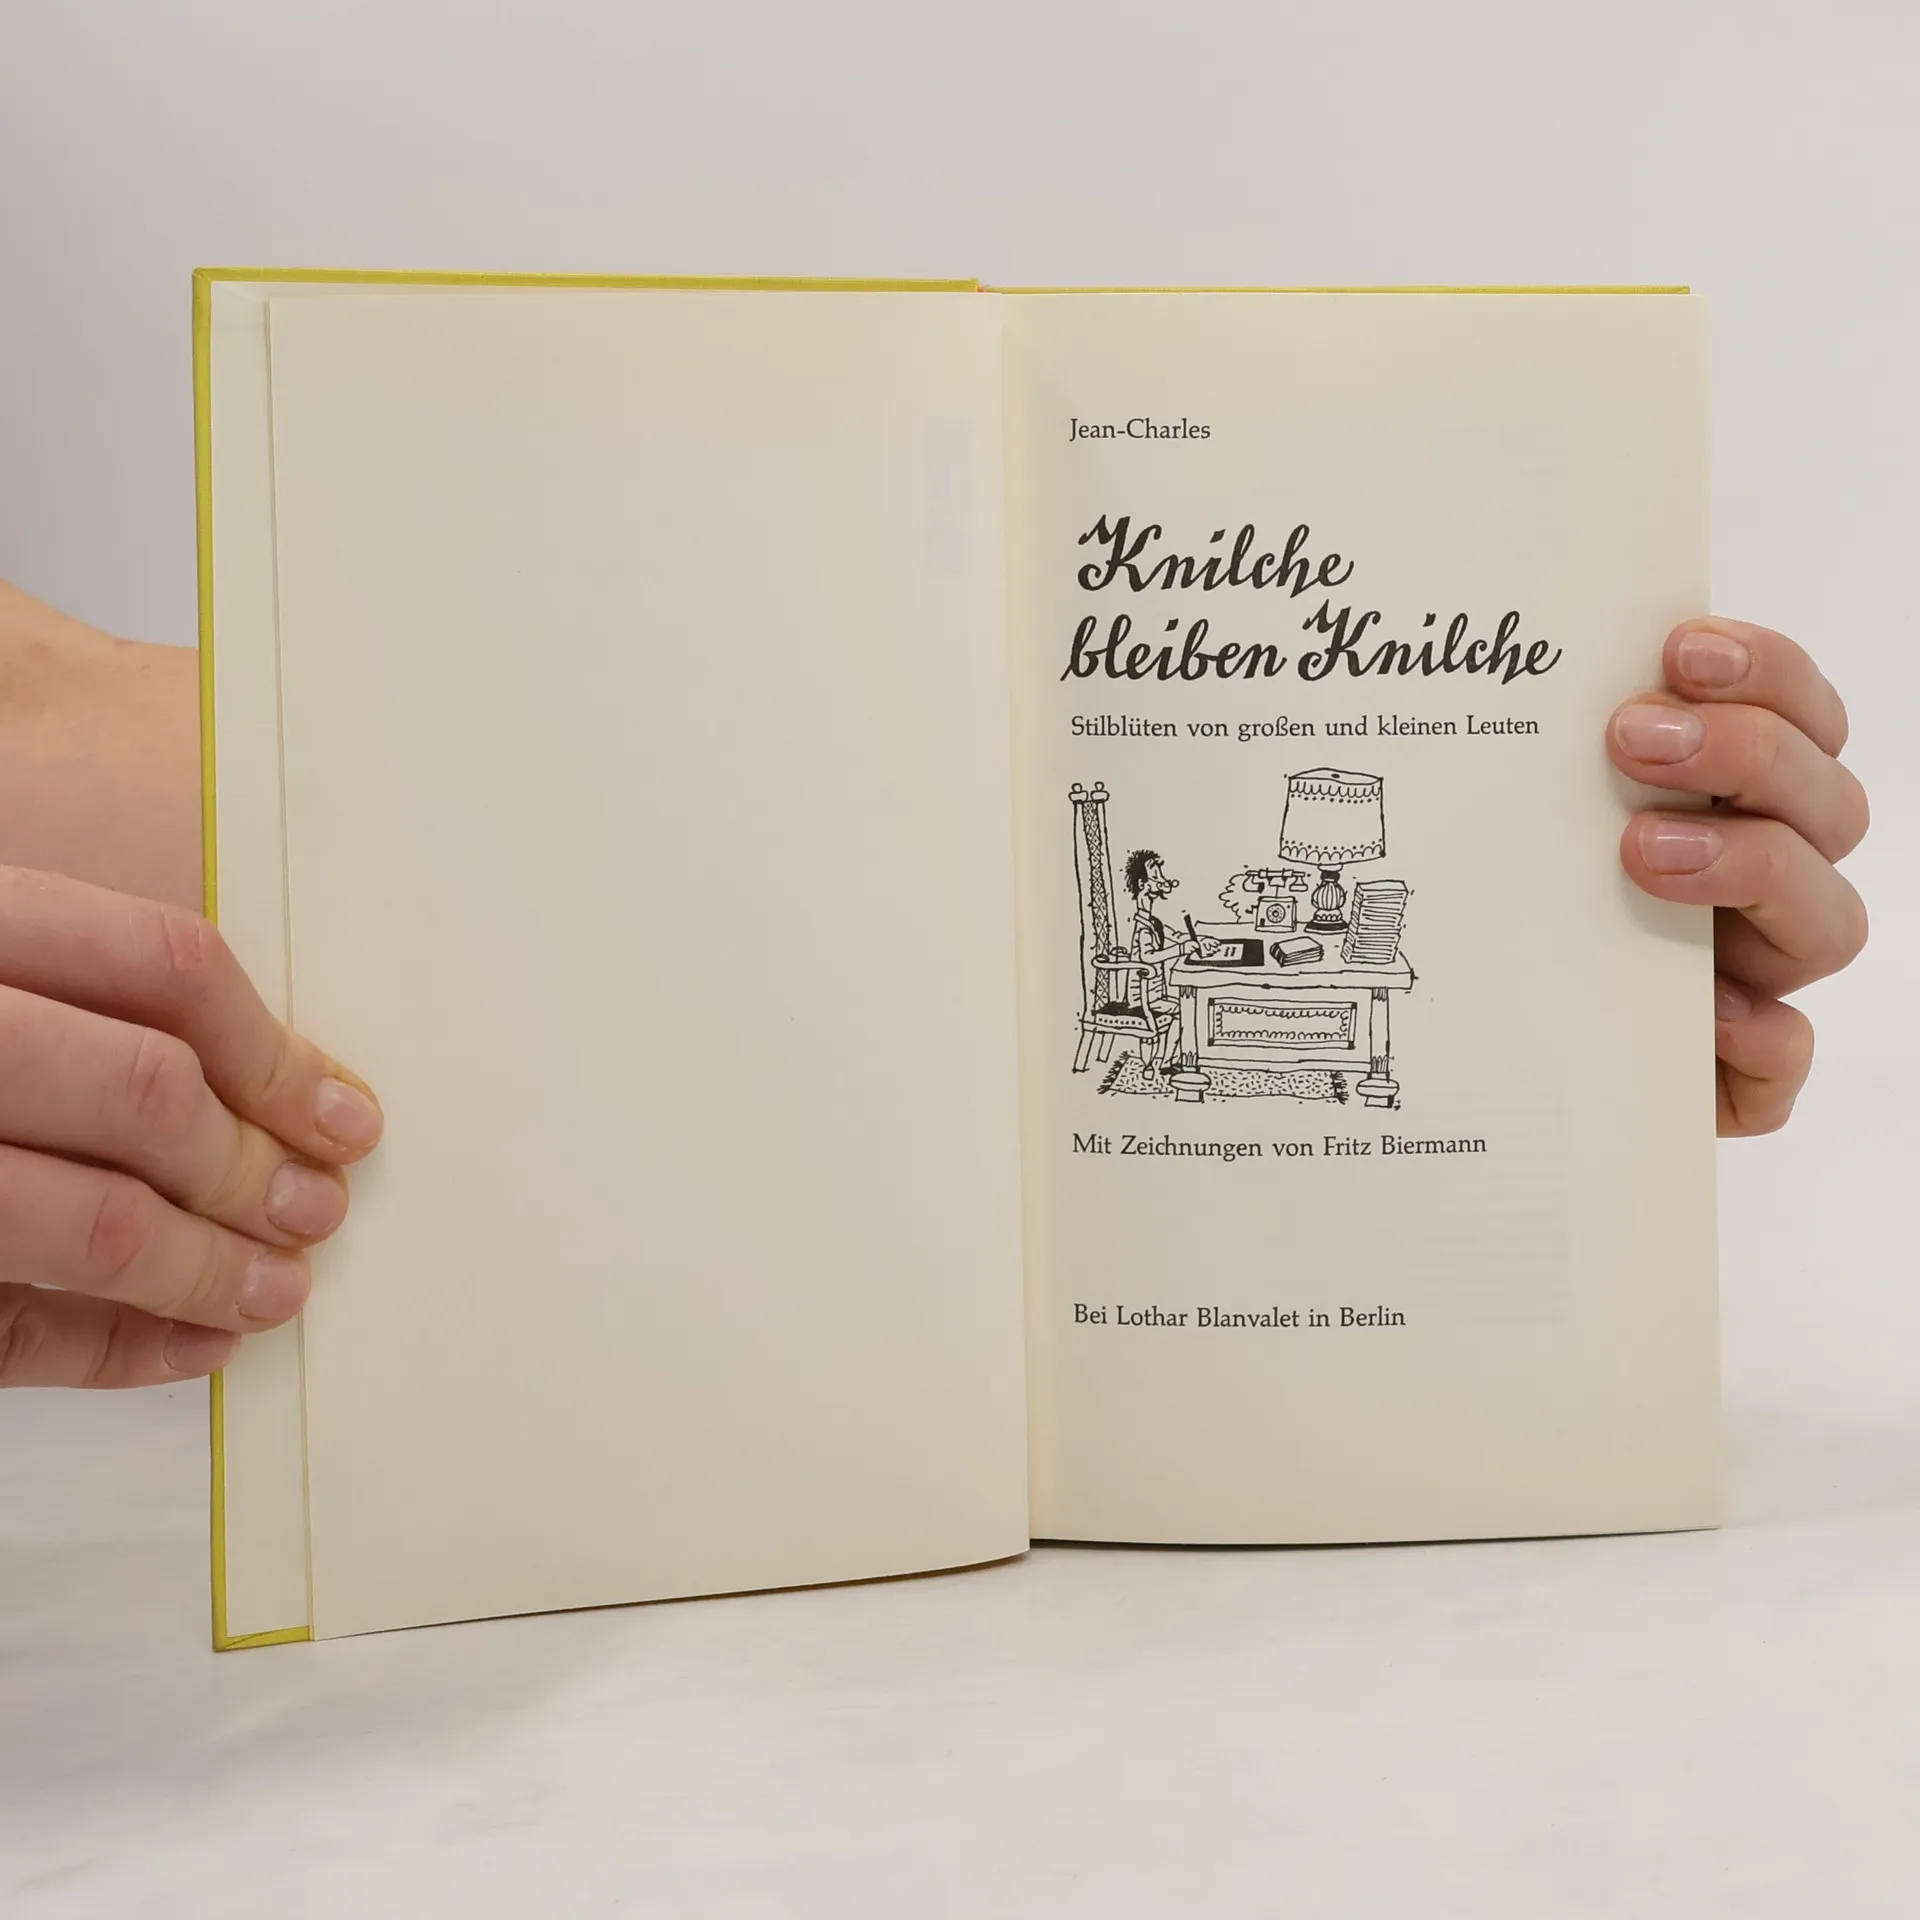 Jean-Charles
Knilche
bleiben Knilche
Stilblüten von großen und kleinen Leuten
Mit Zeichnungen von Fritz Biermann
Bei Lothar Blanvalet in Berlin